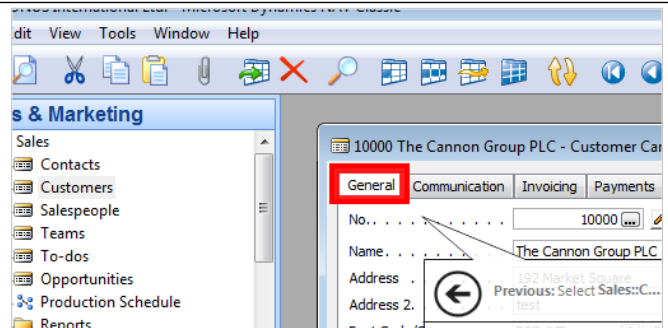 International Ltd. - Microsoft Dynamics NAV Classic
dit View Tools Window Help
s & Marketing
Sales
Contacts
Customers
Salespeople
Teams
To-dos
Opportunities
Production Schedule
Reports
10000 The Cannon Group PLC - Customer Car
General Communication Invoicing Payments
No. . . . . . . . . . . . 10000 ...
Name. . . . . . . . . . The Cannon Group PLC
Address . 192 Market Square
Address 2. test
Previous: Select Sales::C...